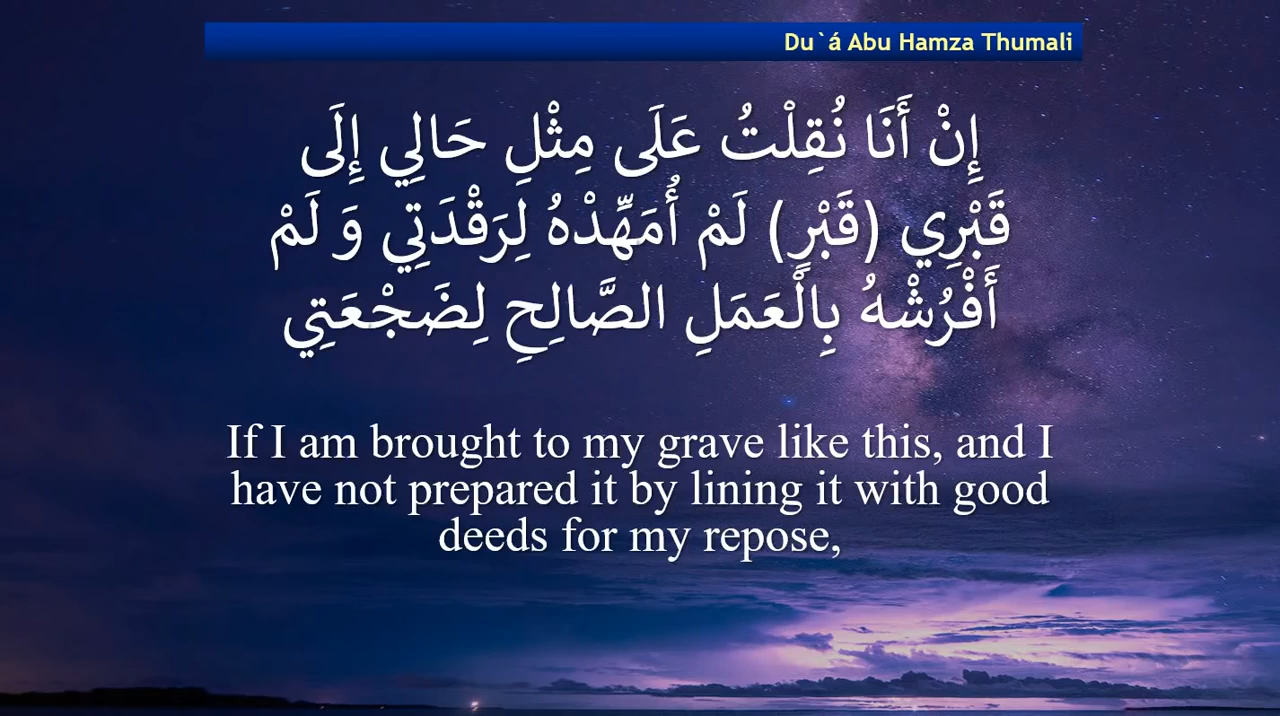 Du`á Abu Hamza Thumali
إِنْ أَنَا نُقِلْتُ عَلَى مِثْلِ حَالِي إِلَى
قَبْرِي (قَبْرٍ) لَمْ أُمَهِّدْهُ لِرَقْدَتِي وَ لَمْ
أَفْرُشْهُ بِالْعَمَلِ الصَّالِحِ لِضَجْعَتِي
If I am brought to my grave like this, and I
have not prepared it by lining it with good
deeds for my repose,